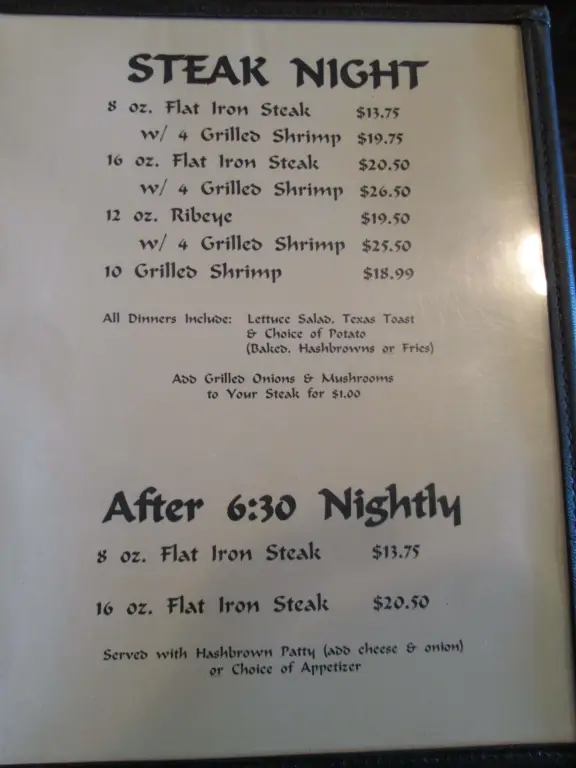 STEAK NIGHT
8 oz. Flat Iron Steak $13.75
w/ 4 Grilled Shrimp $19.75
16 oz. Flat Iron Steak $20.50
w/ 4 Grilled Shrimp $26.50
12 oz. Ribeye $19.50
w/ 4 Grilled Shrimp $25.50
10 Grilled Shrimp $18.99
All Dinners Include: Lettuce Salad, Texas Toast
& Choice of Potato
(Baked, Hashbrowns or Fries)
Add Grilled Onions & Mushrooms
to Your Steak for $1.00
After 6:30 Nightly
8 oz. Flat Iron Steak $13.75
16 oz. Flat Iron Steak $20.50
Served with Hashbrown Patty (add cheese & onion)
or Choice of Appetizer